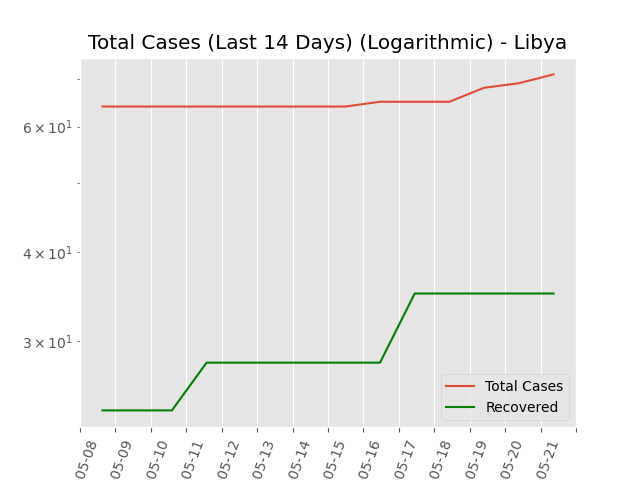 Total Cases (Last 14 Days) (Logarithmic) - Libya
6 × 10¹
4 × 10¹
3 × 10¹
Total Cases
Recovered
05-08
05-09
05-10
05-11
05-12
05-13
05-14
05-15
05-16
05-17
05-18
05-19
05-20
05-21